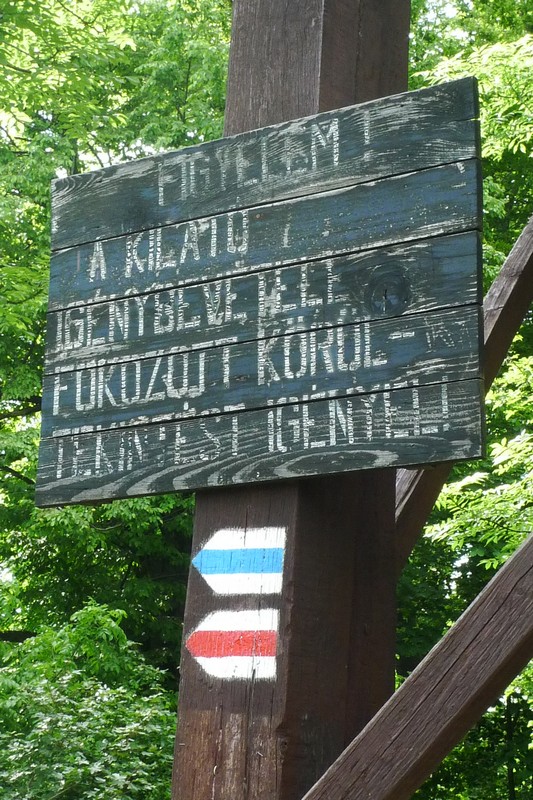 FIGYELEM!
A KILÁTÓ
IGÉNYBEVÉTELE
FOKOZOTT KÖRÜL-
TEKINTÉST IGÉNYEL!